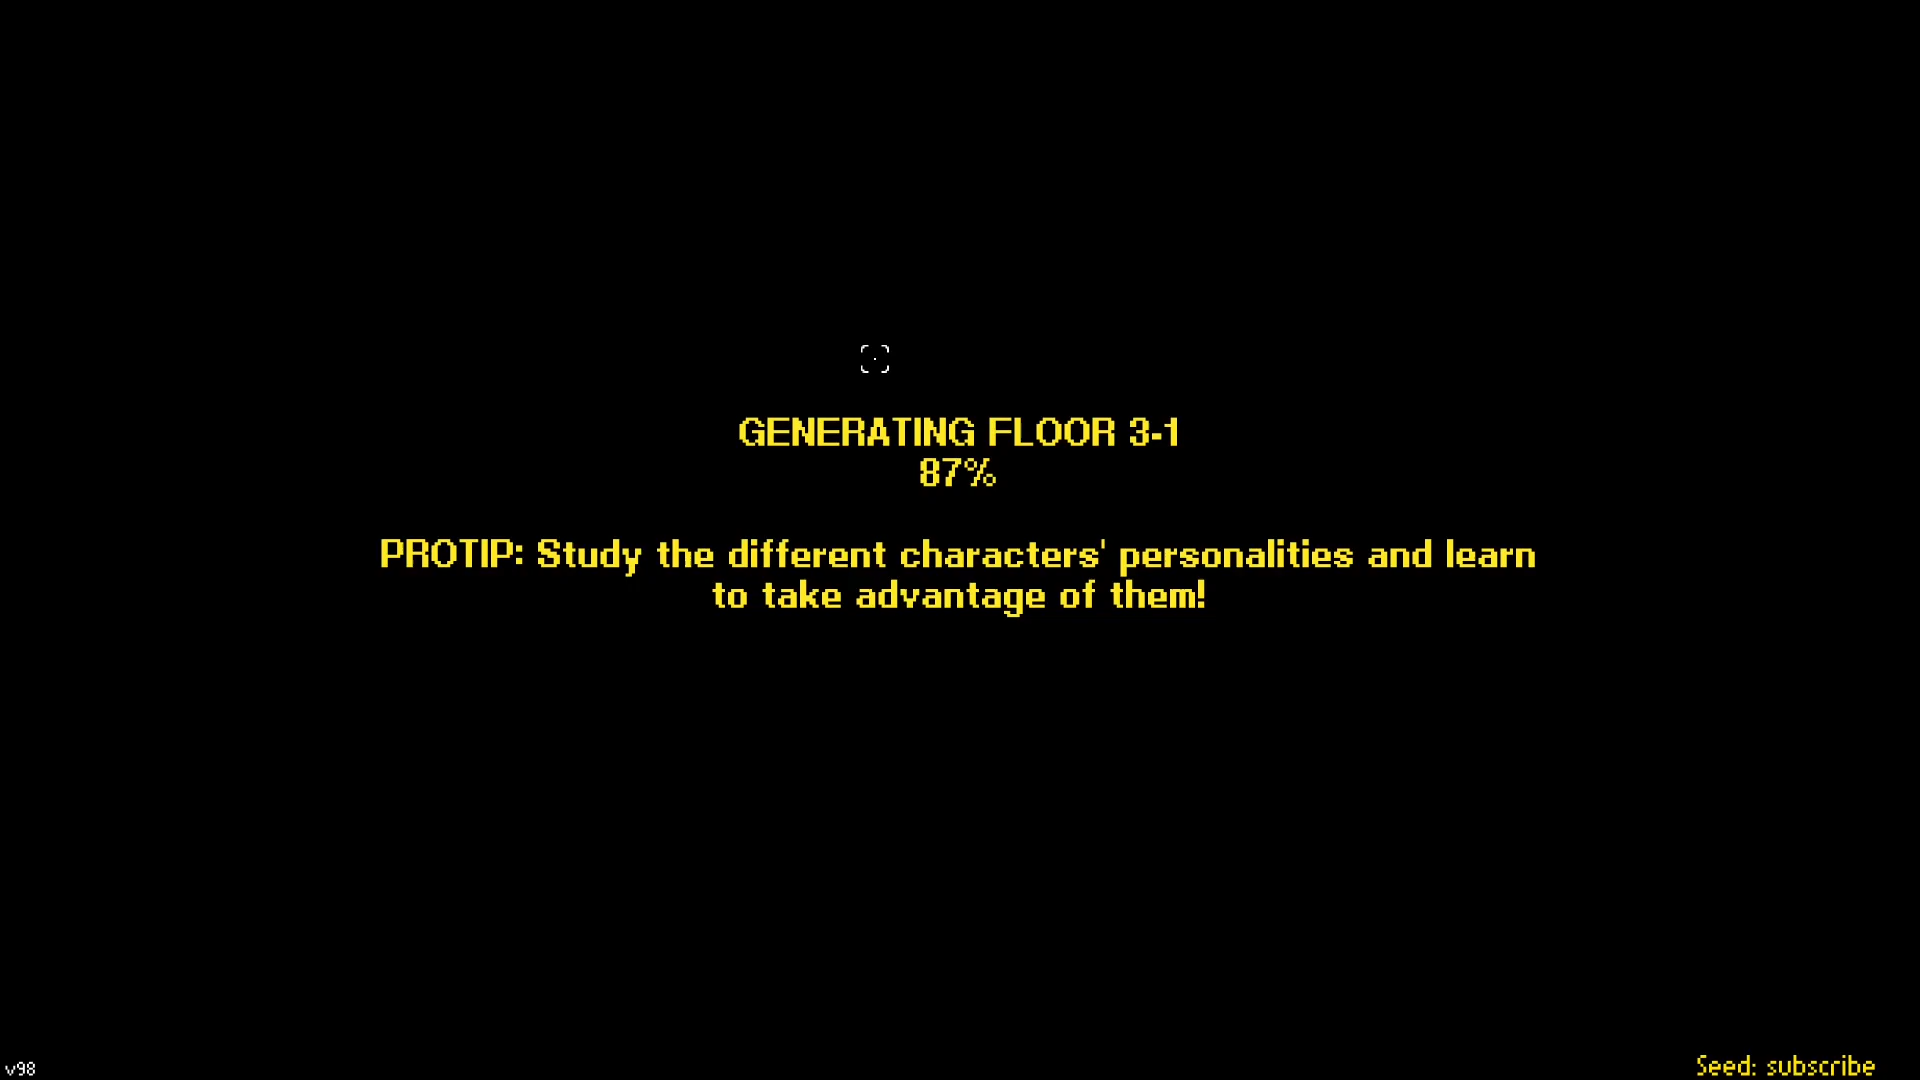 GENERATING FLOOR 3-1
87%
PROTIP: Study the different characters' personalities and learn
to take advantage of them!
v98
Seed: subscribe